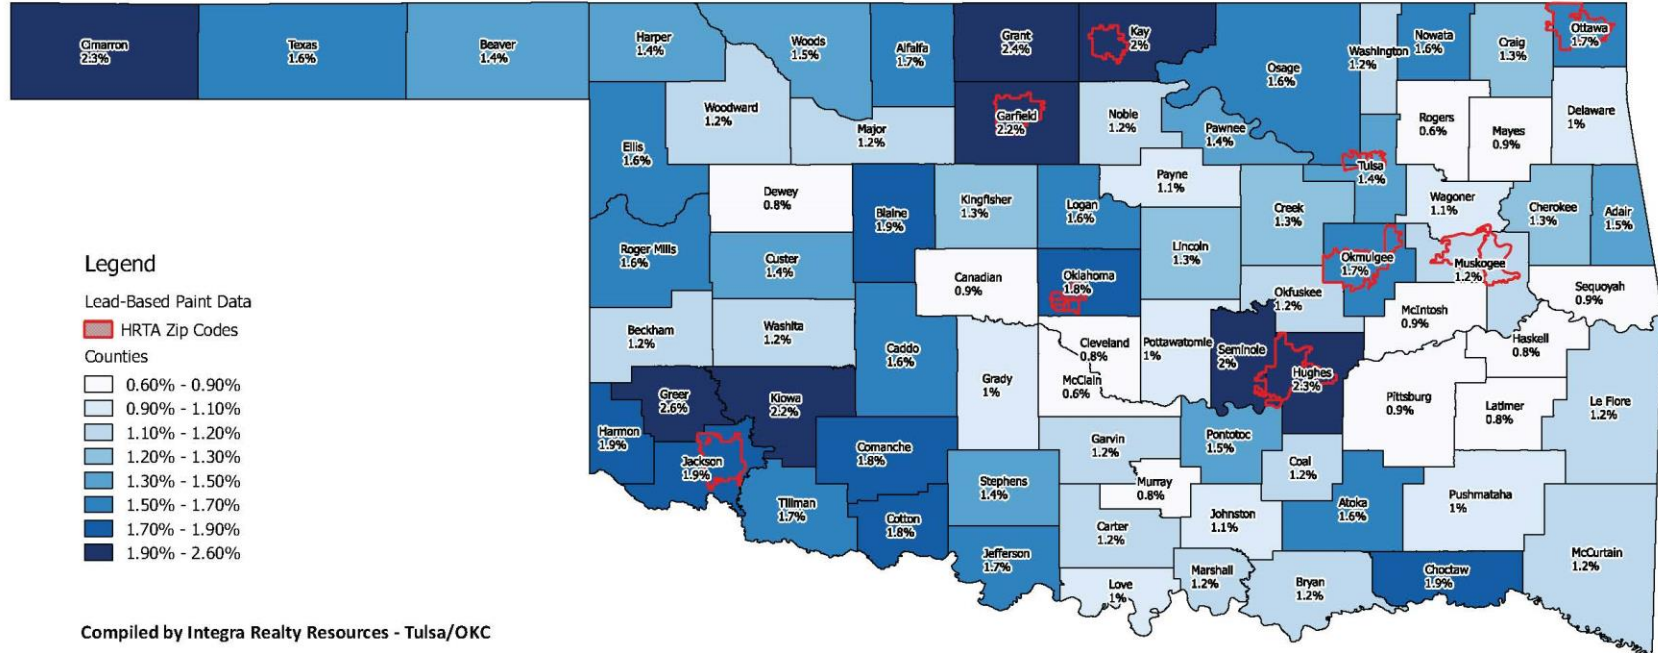 Cimarron
2.3%
Texas
1.6%
Beaver
1.4%
Harper
1.4%
Woods
1.5%
Alfalfa
1.7%
Grant
2.4%
Kay
2%
Osage
1.6%
Washington
1.2%
Nowata
1.6%
Craig
1.3%
Ottawa
1.7%
Ellis
1.6%
Woodward
1.2%
Major
1.2%
Garfield
2.2%
Noble
1.2%
Pawnee
1.4%
Tulsa
1.4%
Rogers
0.6%
Mayes
0.9%
Delaware
1%
Dewey
0.8%
Blaine
1.9%
Kingfisher
1.3%
Logan
1.6%
Payne
1.1%
Creek
1.3%
Wagoner
1.1%
Cherokee
1.3%
Adair
1.5%
Roger Mills
1.6%
Custer
1.4%
Canadian
0.9%
Oklahoma
1.8%
Lincoln
1.3%
Okmulgee
1.7%
Muskogee
1.2%
Okfuskee
1.2%
McIntosh
0.9%
Sequoyah
0.9%
Beckham
1.2%
Washita
1.2%
Caddo
1.6%
Grady
1%
Cleveland
0.8%
McClain
0.6%
Pottawatomie
1%
Seminole
2%
Hughes
2.3%
Haskell
0.8%
Pittsburg
0.9%
Latimer
0.8%
Le Flore
1.2%
Greer
2.6%
Kiowa
2.2%
Harmon
1.9%
Jackson
1.9%
Comanche
1.8%
Garvin
1.2%
Pontotoc
1.5%
Coal
1.2%
Tillman
1.7%
Cotton
1.8%
Stephens
1.4%
Murray
0.8%
Johnston
1.1%
Atoka
1.6%
Pushmataha
1%
Carter
1.2%
Jefferson
1.7%
Love
1%
Marshall
1.2%
Bryan
1.2%
Choctaw
1.9%
McCurtain
1.2%
Legend
Lead-Based Paint Data
HRTA Zip Codes
Counties
0.60% - 0.90%
0.90% - 1.10%
1.10% - 1.20%
1.20% - 1.30%
1.30% - 1.50%
1.50% - 1.70%
1.70% - 1.90%
1.90% - 2.60%
Compiled by Integra Realty Resources - Tulsa/OKC